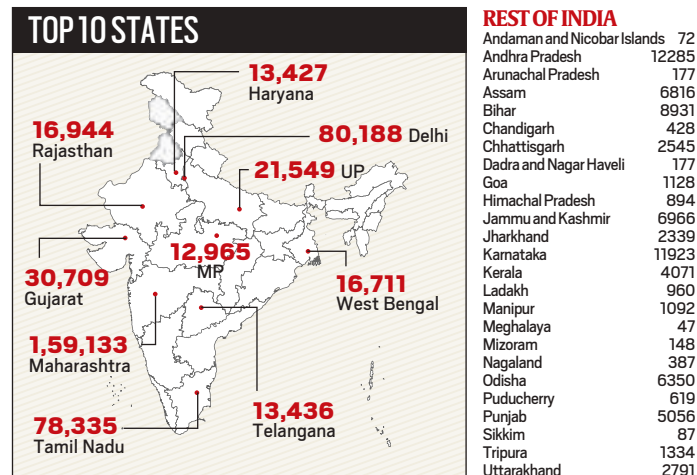 TOP 10 STATES
13,427
Haryana
16,944
Rajasthan
80,188 Delhi
21,549 UP
12,965
MP
30,709
Gujarat
16,711
West Bengal
1,59,133
Maharashtra
13,436
Telangana
78,335
Tamil Nadu
REST OF INDIA
Andaman and Nicobar Islands 72
Andhra Pradesh 12285
Arunachal Pradesh 177
Assam 6816
Bihar 8931
Chandigarh 428
Chhattisgarh 2545
Dadra and Nagar Haveli 177
Goa 1128
Himachal Pradesh 894
Jammu and Kashmir 6966
Jharkhand 2339
Karnataka 11923
Kerala 4071
Ladakh 960
Manipur 1092
Meghalaya 47
Mizoram 148
Nagaland 387
Odisha 6350
Puducherry 619
Punjab 5056
Sikkim 87
Tripura 1334
Uttarakhand 2791